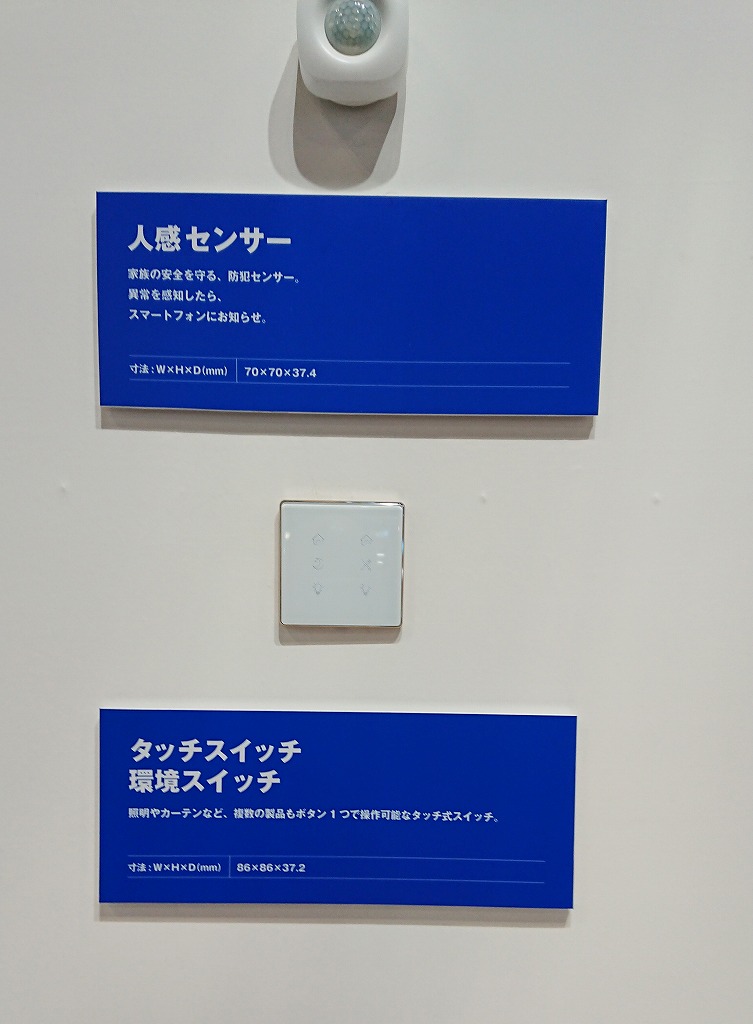 人感センサー
家族の安全を守る、防犯センサー。
異常を感知したら、
スマートフォンにお知らせ。
寸法：W×H×D(mm) 70×70×37.4
タッチスイッチ
環境スイッチ
照明やカーテンなど、複数の製品もボタン1つで操作可能なタッチ式スイッチ。
寸法：W×H×D(mm) 86×86×37.2